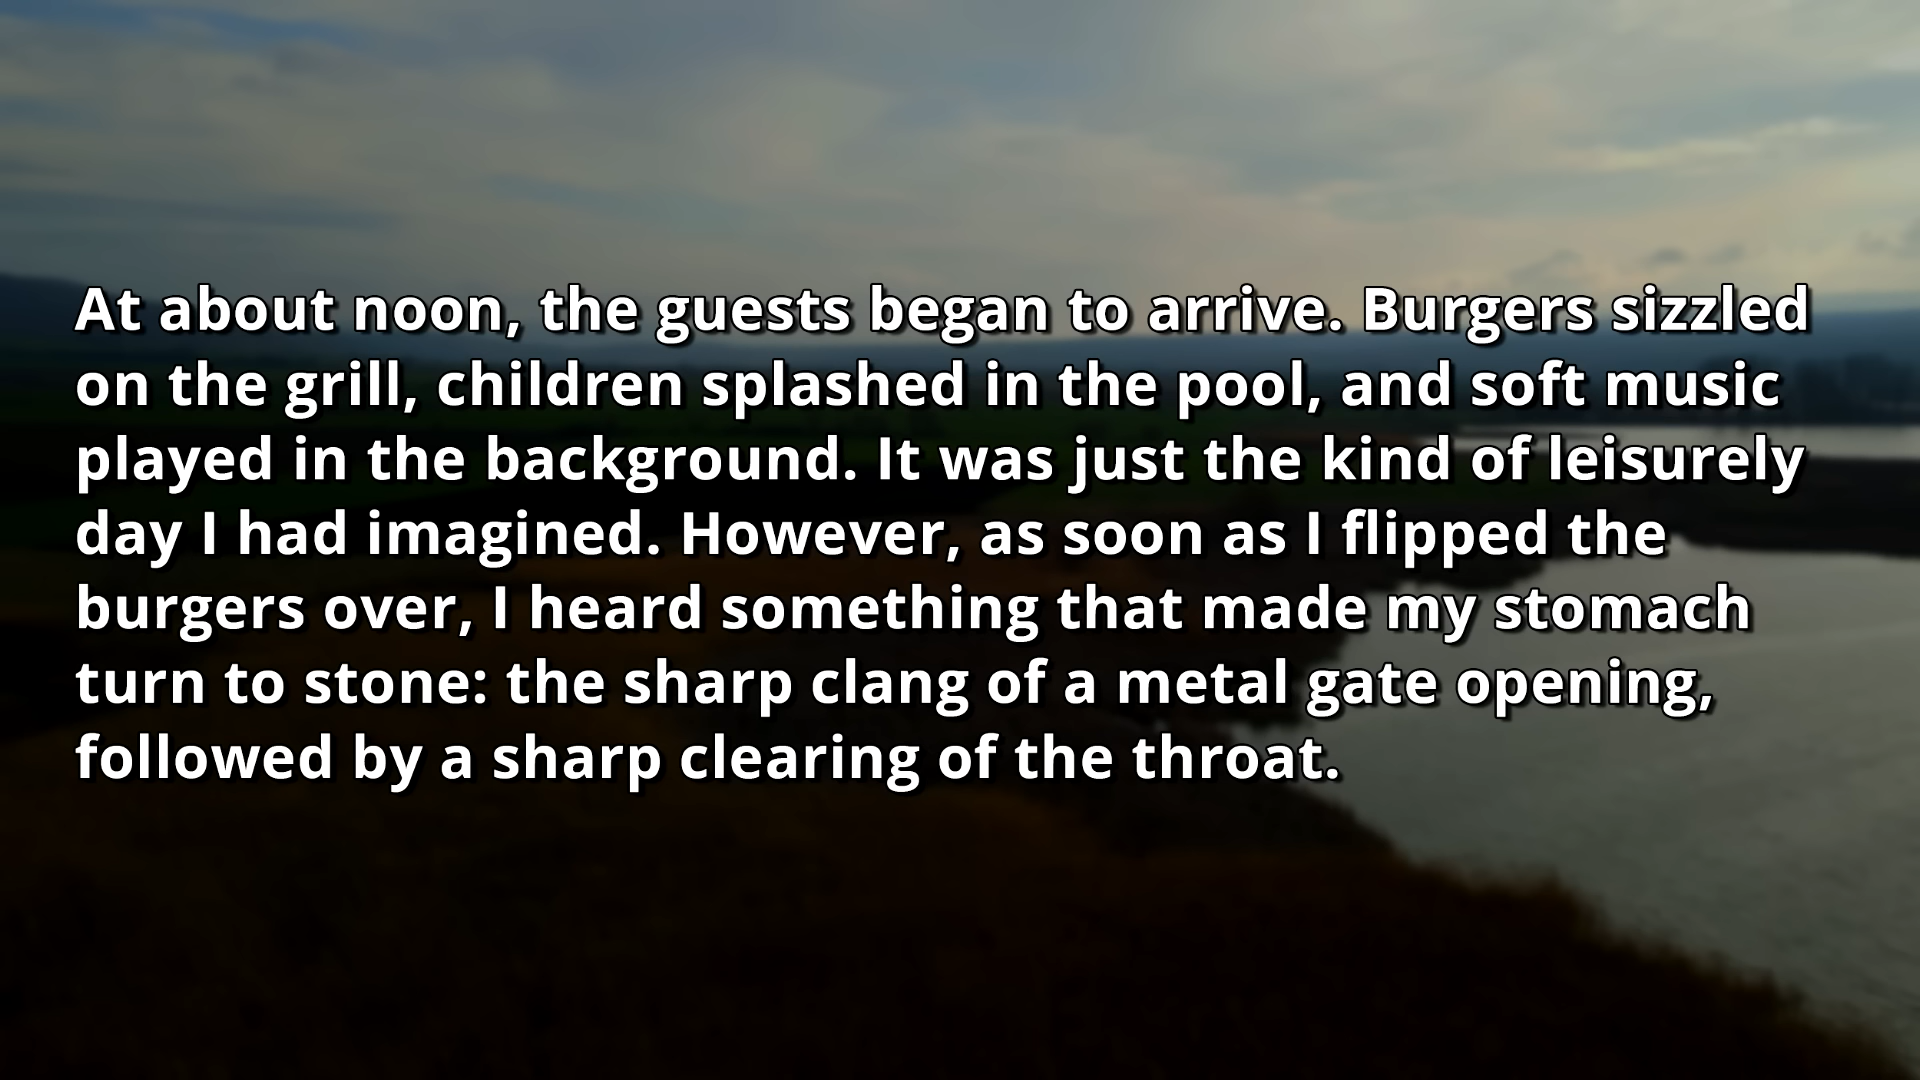 At about noon, the guests began to arrive. Burgers sizzled
on the grill, children splashed in the pool, and soft music
played in the background. It was just the kind of leisurely
day I had imagined. However, as soon as I flipped the
burgers over, I heard something that made my stomach
turn to stone: the sharp clang of a metal gate opening,
followed by a sharp clearing of the throat.